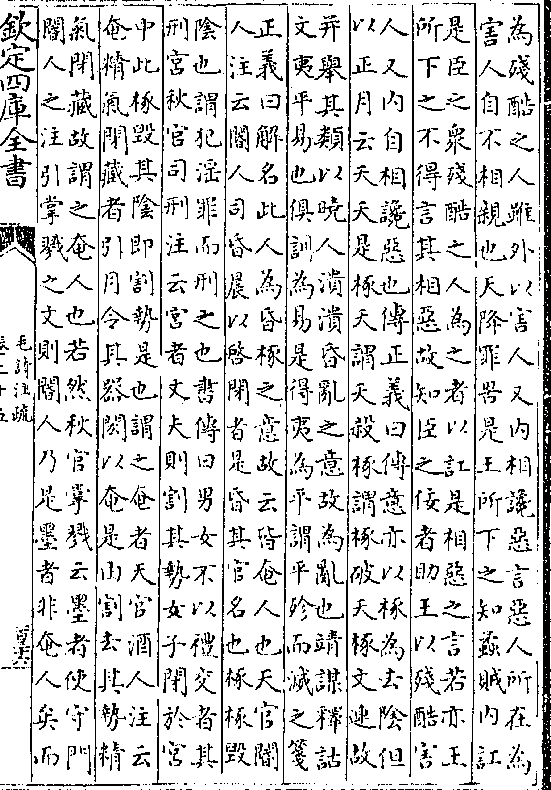 為殘酷之人雖外以害人又内相讒惡言惡人所在為
害人自不相親也天降罪罟是王所下之知蟊賊内訌
是臣之衆殘酷之人為之者以訌是相惡之言若亦王
所下之不得言其相惡故知臣之佞者助王以殘酷害
人又内自相讒惡也傳正義曰傳意亦以椓為去陰但
以正月云天夭是椓夭謂夭殺椓謂椓破夭椓文連故
并舉其類以曉人潰潰昏亂之意故為亂也靖謀釋詁
文夷平易也俱訓為易是得夷為平謂平殄而滅之箋
正義曰解名此人為昏椓之意故云皆奄人也天官閽
人注云閽人司昏晨以啓閉者是昏其官名也椓椓毀
陰也謂犯淫罪而刑之也書傳曰男女不以禮交者其
刑宮秋官司刑注云宮者丈夫則割其勢女子閉於宮
中此椓毀其陰即割勢是也謂之奄者天官酒人注云
奄精氣閉藏者引月令其器閎以奄是由割去其勢精
氣閉藏故謂之奄人也若然秋官掌戮云墨者使守門
閽人之注引掌戮之文則閽人乃是墨者非奄人矣而
欽定四庫全書
毛詩注疏
卷二十五